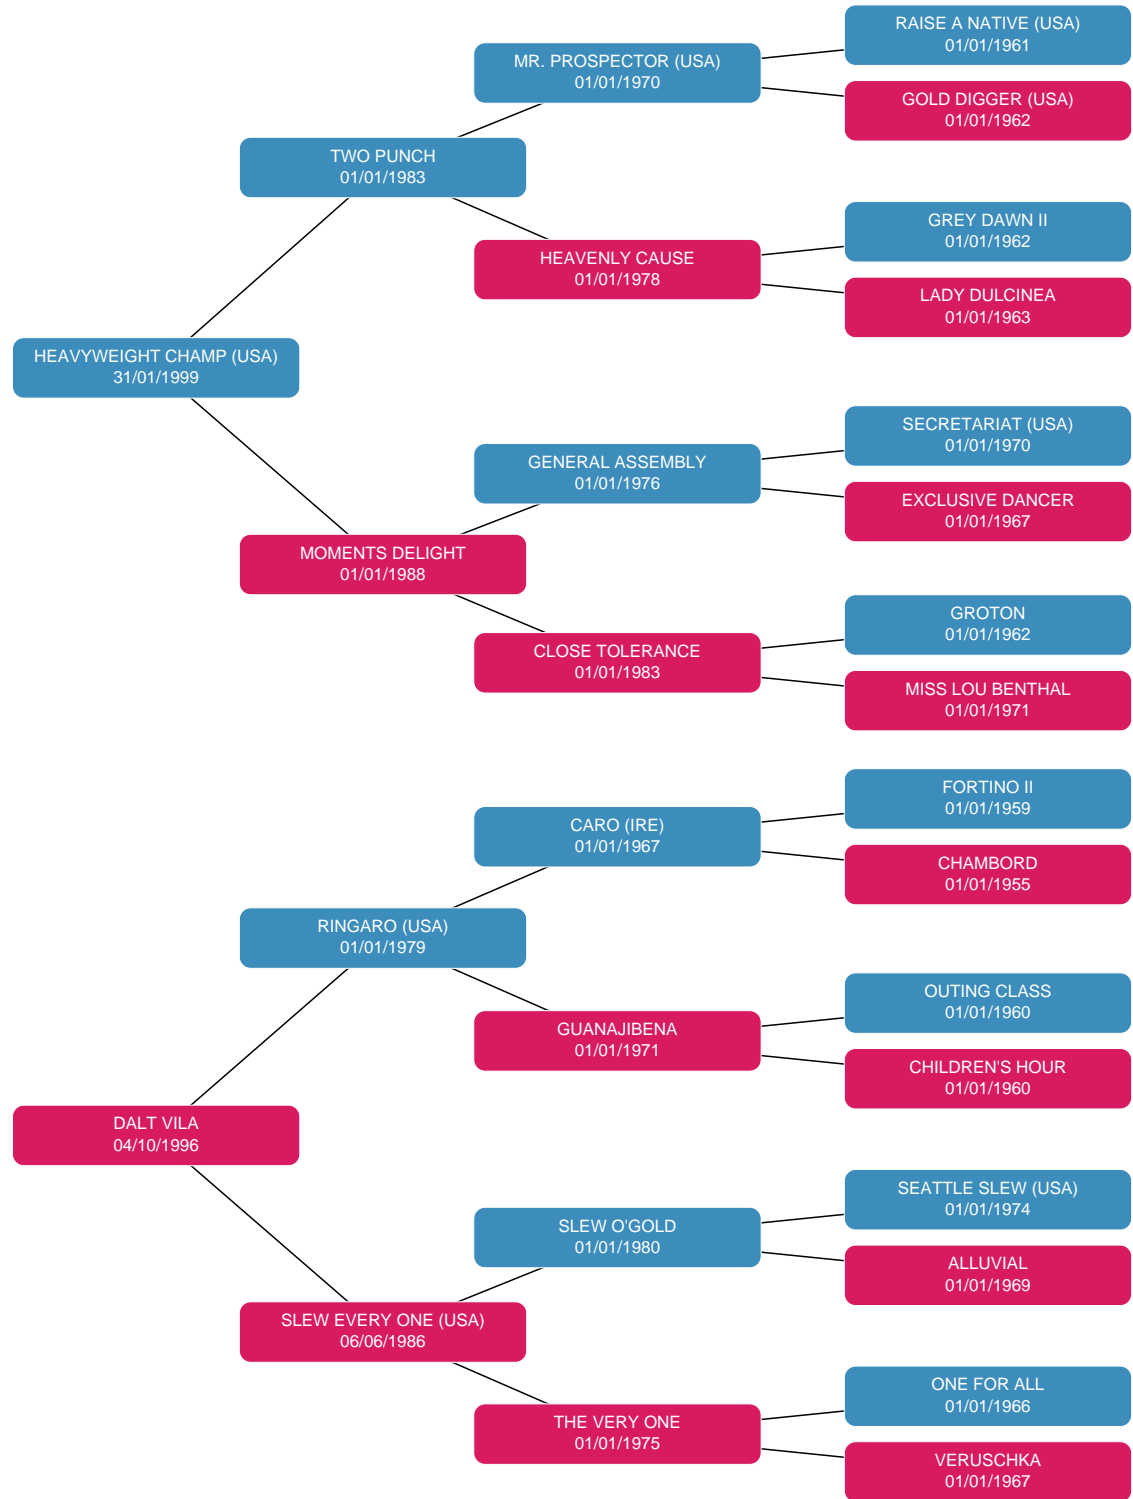 RAISE A NATIVE (USA)
01/01/1961
MR. PROSPECTOR (USA)
01/01/1970
GOLD DIGGER (USA)
01/01/1962
TWO PUNCH
01/01/1983
GREY DAWN II
01/01/1962
HEAVENLY CAUSE
01/01/1978
LADY DULCINEA
01/01/1963
HEAVYWEIGHT CHAMP (USA)
31/01/1999
SECRETARIAT (USA)
01/01/1970
GENERAL ASSEMBLY
01/01/1976
EXCLUSIVE DANCER
01/01/1967
MOMENTS DELIGHT
01/01/1988
GROTON
01/01/1962
CLOSE TOLERANCE
01/01/1983
MISS LOU BENTHAL
01/01/1971
FORTINO II
01/01/1959
CARO (IRE)
01/01/1967
CHAMBORD
01/01/1955
RINGARO (USA)
01/01/1979
OUTING CLASS
01/01/1960
GUANAJIBENA
01/01/1971
CHILDREN'S HOUR
01/01/1960
DALT VILA
04/10/1996
SEATTLE SLEW (USA)
01/01/1974
SLEW O'GOLD
01/01/1980
ALLUVIAL
01/01/1969
SLEW EVERY ONE (USA)
06/06/1986
ONE FOR ALL
01/01/1966
THE VERY ONE
01/01/1975
VERUSCHKA
01/01/1967